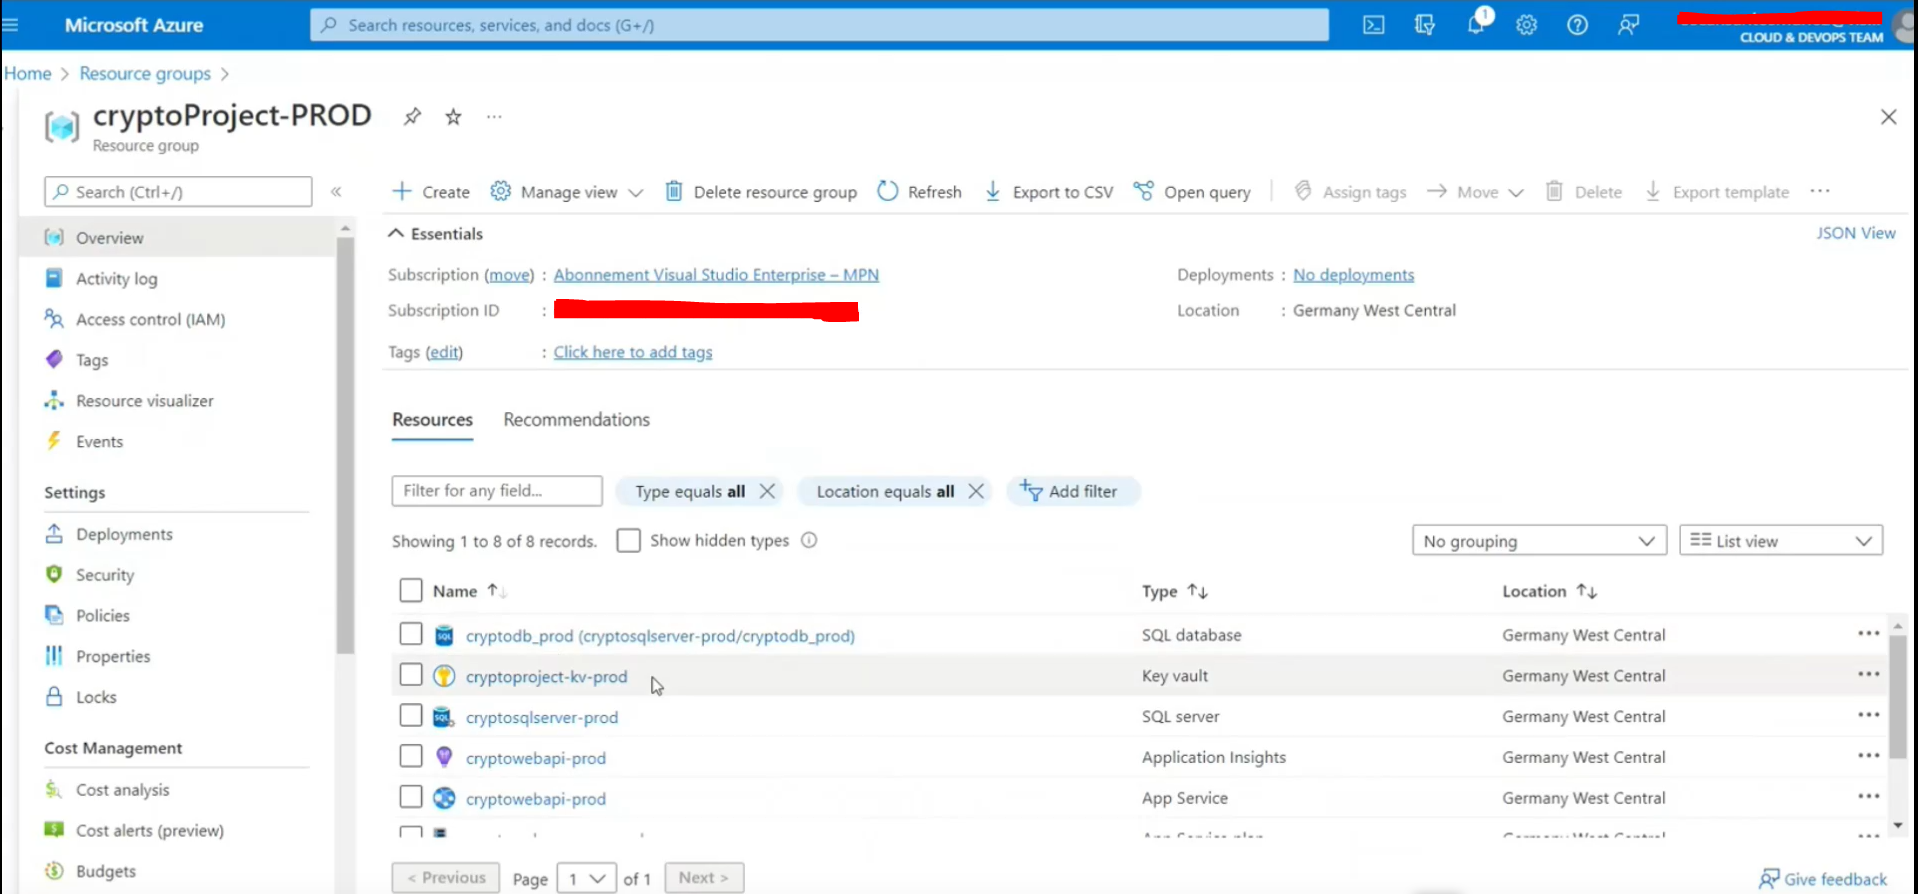 Microsoft Azure
Search resources, services, and docs (G+/)
1
CLOUD & DEVOPS TEAM
Home > Resource groups >
cryptoProject-PROD
Resource group
Search (Ctrl+/)
«
Overview
Activity log
Access control (IAM)
Tags
Resource visualizer
Events
Settings
Deployments
Security
Policies
Properties
Locks
Cost Management
Cost analysis
Cost alerts (preview)
Budgets
Create
Manage view
Delete resource group
Refresh
Export to CSV
Open query
Assign tags
Move
Delete
Export template
Essentials
JSON View
Subscription (move) : Abonnement Visual Studio Enterprise – MPN
Deployments : No deployments
Subscription ID :
Location : Germany West Central
Tags (edit) : Click here to add tags
Resources Recommendations
Filter for any field...
Type equals all
Location equals all
Add filter
Showing 1 to 8 of 8 records.
Show hidden types
No grouping
List view
Name Type Location
cryptodb_prod (cryptosqlserver-prod/cryptodb_prod) SQL database Germany West Central
cryptoproject-kv-prod Key vault Germany West Central
cryptosqlserver-prod SQL server Germany West Central
cryptowebapi-prod Application Insights Germany West Central
cryptowebapi-prod App Service Germany West Central
< Previous Page 1 of 1 Next >
Give feedback